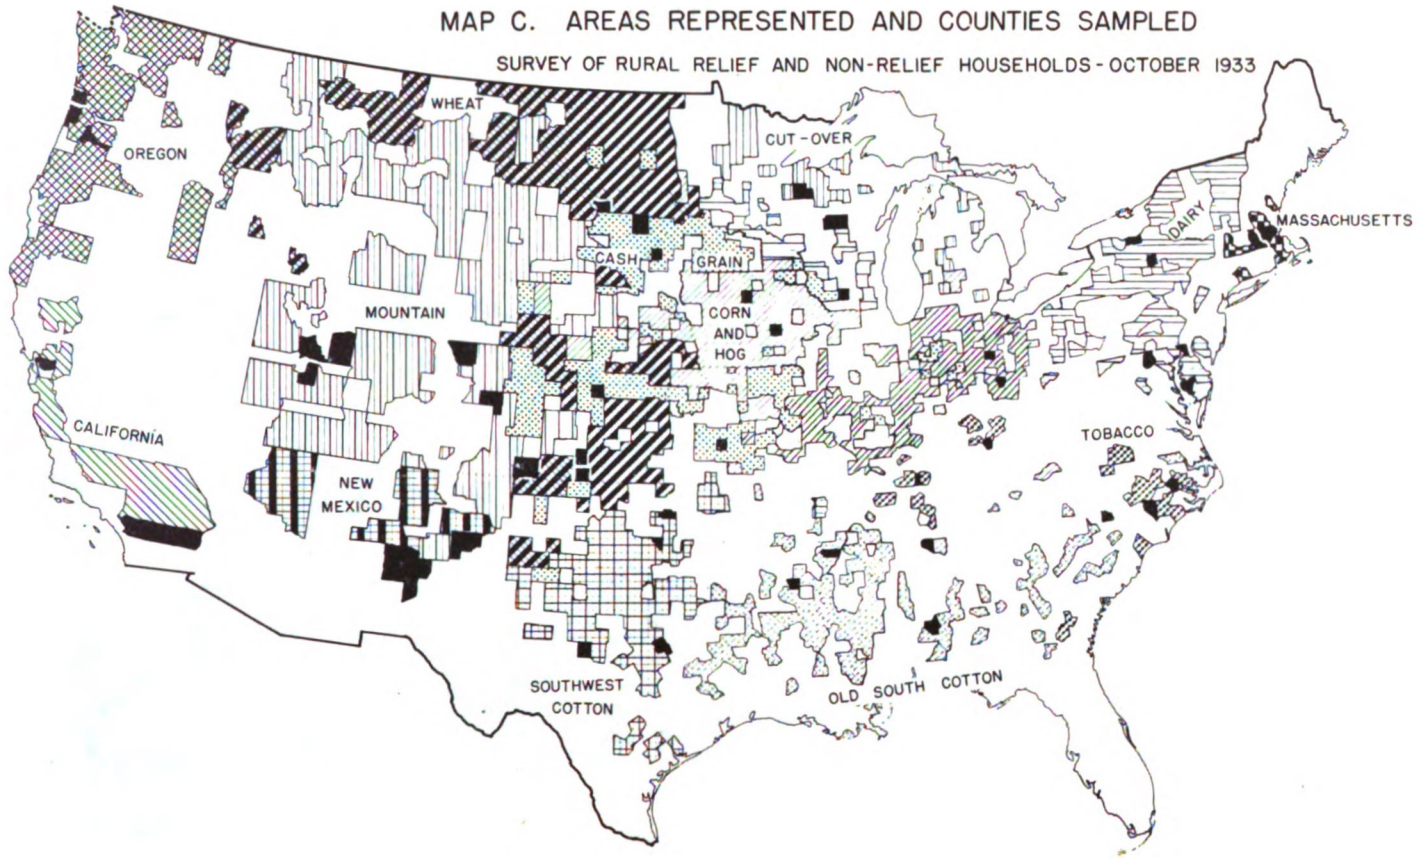 MAP C. AREAS REPRESENTED AND COUNTIES SAMPLED
SURVEY OF RURAL RELIEF AND NON-RELIEF HOUSEHOLDS - OCTOBER 1933
WHEAT
CUT-OVER
OREGON
DAIRY
MASSACHUSETTS
CASH GRAIN
MOUNTAIN
CORN
AND
HOG
CALIFORNIA
TOBACCO
NEW
MEXICO
SOUTHWEST
COTTON
OLD SOUTH COTTON